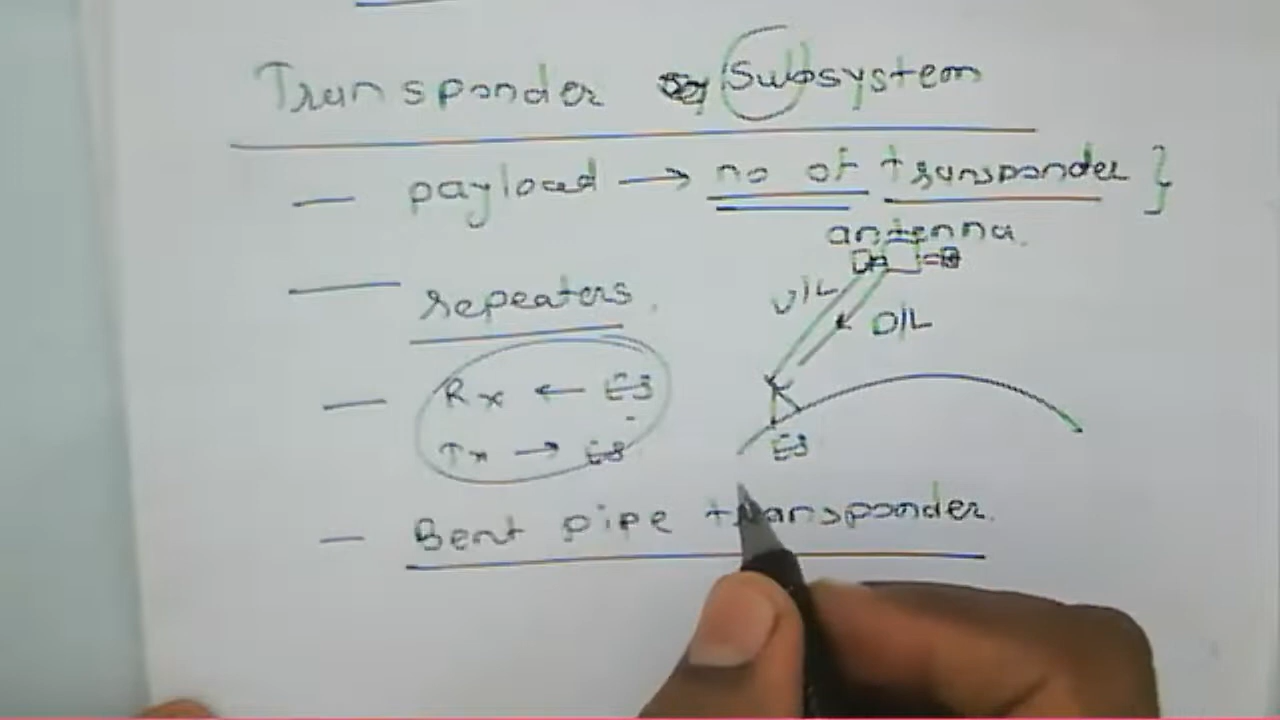 Transponder Subsystem
— payload → no of transponder }
antenna.
— repeaters.
U/L
D/L
— Rx ← ES
Tx → ES
ES
— Bent pipe transponder.